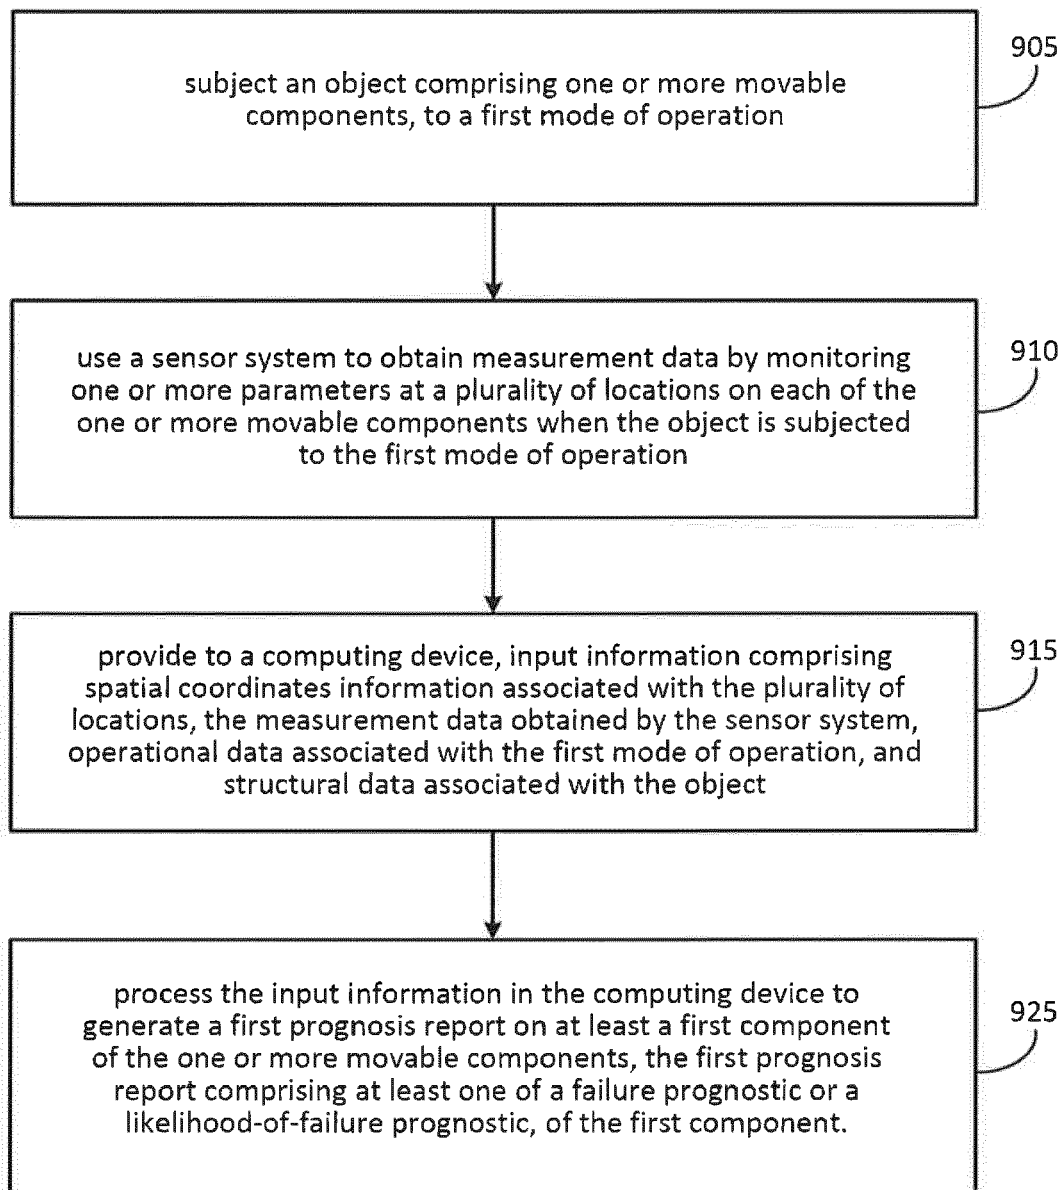 subject an object comprising one or more movable
components, to a first mode of operation
905
use a sensor system to obtain measurement data by monitoring
one or more parameters at a plurality of locations on each of the
one or more movable components when the object is subjected
to the first mode of operation
910
provide to a computing device, input information comprising
spatial coordinates information associated with the plurality of
locations, the measurement data obtained by the sensor system,
operational data associated with the first mode of operation, and
structural data associated with the object
915
process the input information in the computing device to
generate a first prognosis report on at least a first component
of the one or more movable components, the first prognosis
report comprising at least one of a failure prognostic or a
likelihood-of-failure prognostic, of the first component.
925